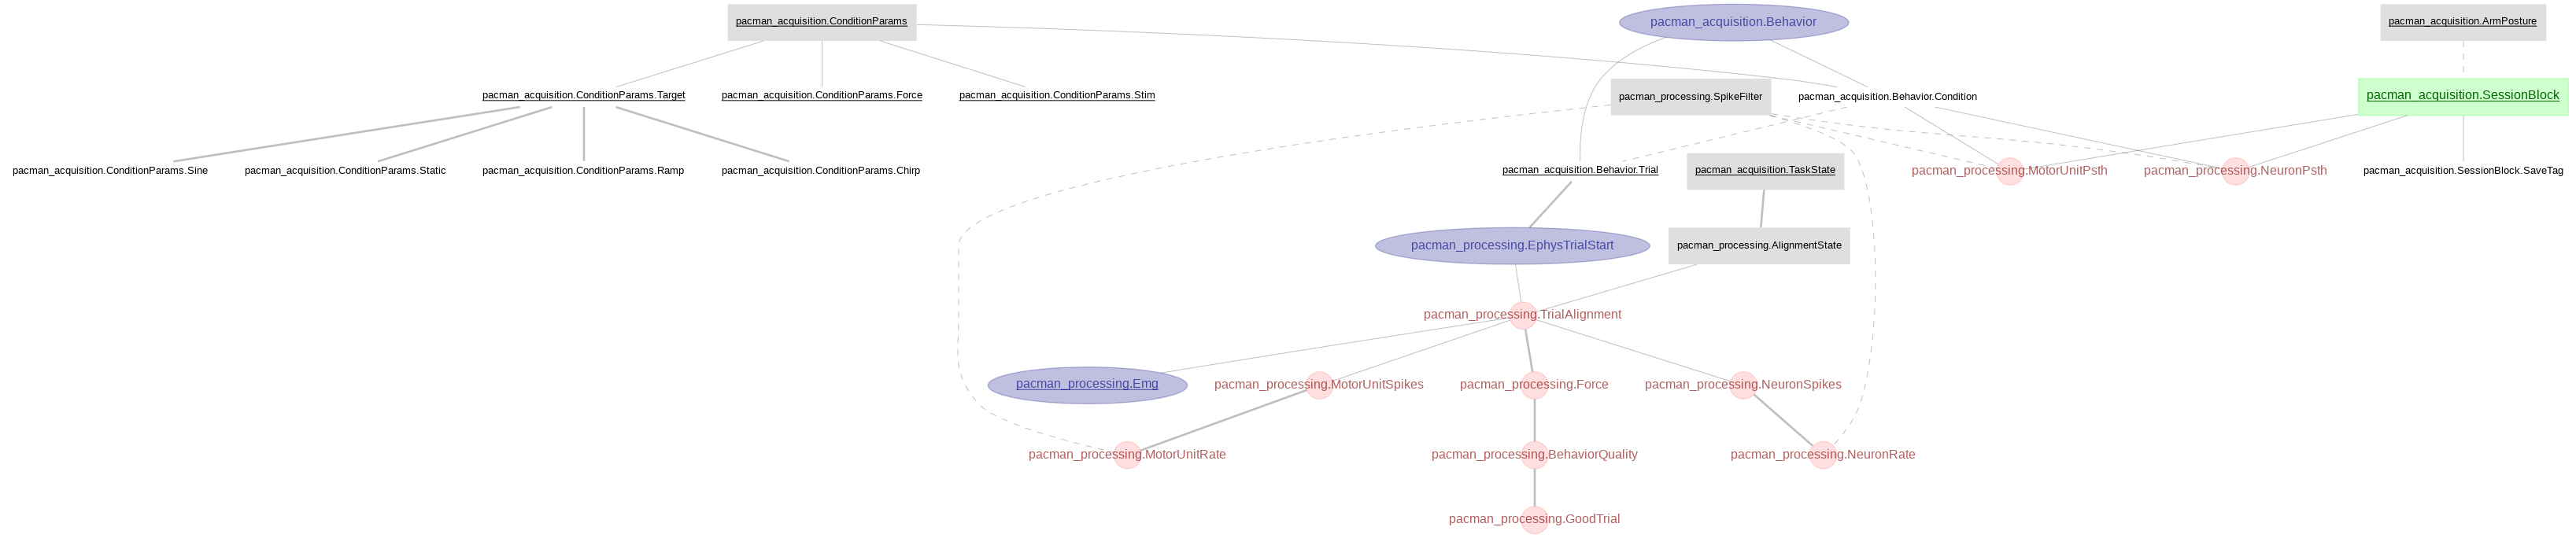 pacman_acquisition.ConditionParams
pacman_acquisition.Behavior
pacman_acquisition.ArmPosture
pacman_acquisition.ConditionParams.Target
pacman_acquisition.ConditionParams.Force
pacman_acquisition.ConditionParams.Stim
pacman_processing.SpikeFilter
pacman_acquisition.Behavior.Condition
pacman_acquisition.SessionBlock
pacman_acquisition.ConditionParams.Sine
pacman_acquisition.ConditionParams.Static
pacman_acquisition.ConditionParams.Ramp
pacman_acquisition.ConditionParams.Chirp
pacman_acquisition.Behavior.Trial
pacman_acquisition.TaskState
pacman_processing.MotorUnitPsth
pacman_processing.NeuronPsth
pacman_acquisition.SessionBlock.SaveTag
pacman_processing.EphysTrialStart
pacman_processing.AlignmentState
pacman_processing.TrialAlignment
pacman_processing.Emg
pacman_processing.MotorUnitSpikes
pacman_processing.Force
pacman_processing.NeuronSpikes
pacman_processing.MotorUnitRate
pacman_processing.BehaviorQuality
pacman_processing.NeuronRate
pacman_processing.GoodTrial